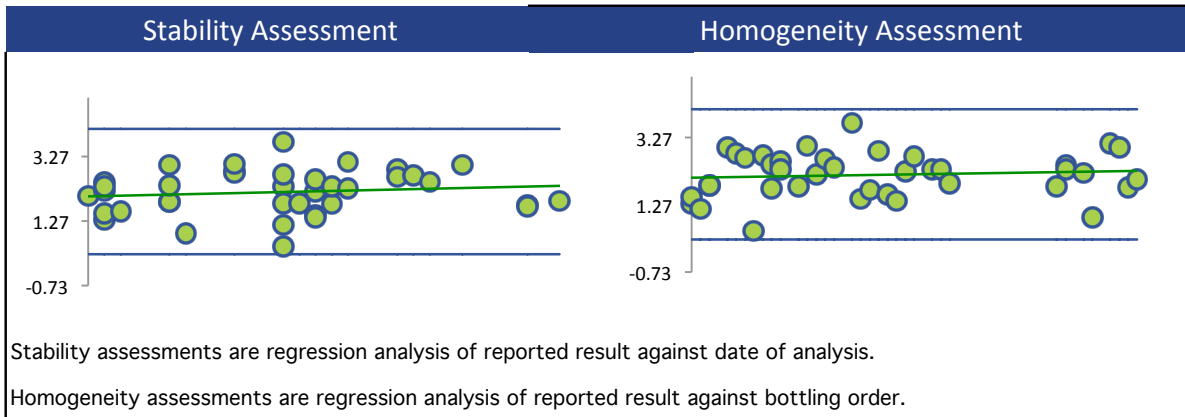 Stability Assessment
Homogeneity Assessment
3.27
1.27
-0.73
3.27
1.27
-0.73
Stability assessments are regression analysis of reported result against date of analysis.
Homogeneity assessments are regression analysis of reported result against bottling order.